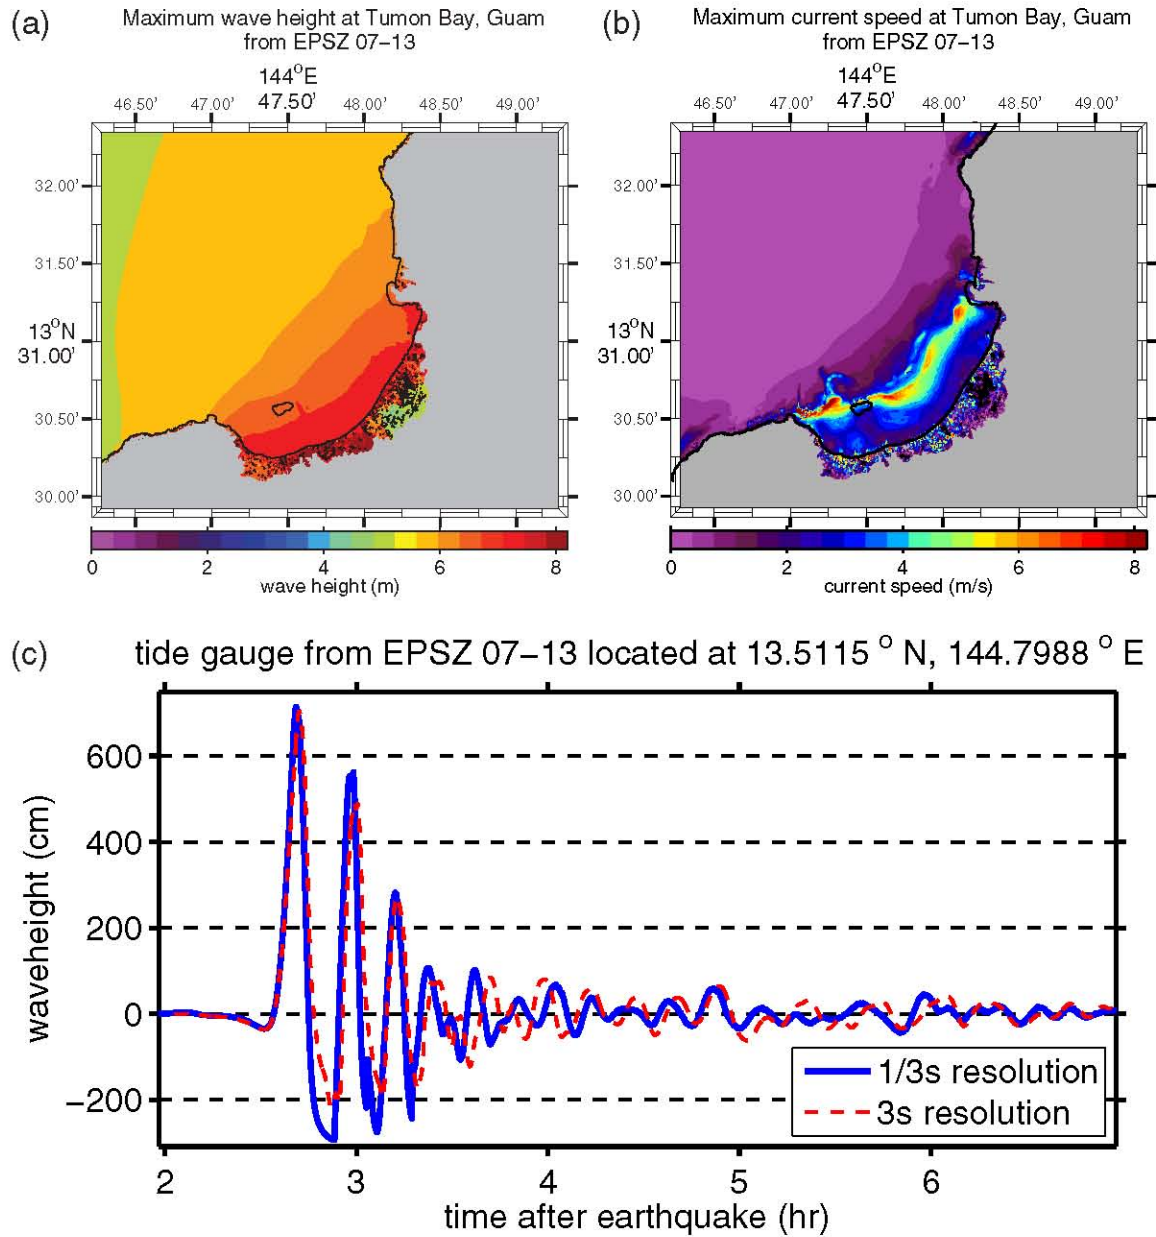 (a)
Maximum wave height at Tumon Bay, Guam
from EPSZ 07–13
144°E
46.50' 47.00' 47.50' 48.00' 48.50' 49.00'
32.00'
31.50'
13°N
31.00'
30.50'
30.00'
0 2 4 6 8
wave height (m)
(b)
Maximum current speed at Tumon Bay, Guam
from EPSZ 07–13
144°E
46.50' 47.00' 47.50' 48.00' 48.50' 49.00'
32.00'
31.50'
13°N
31.00'
30.50'
30.00'
0 2 4 6 8
current speed (m/s)
(c) tide gauge from EPSZ 07–13 located at 13.5115 ° N, 144.7988 ° E
600
400
200
0
–200
waveheight (cm)
1/3s resolution
3s resolution
2 3 4 5 6
time after earthquake (hr)